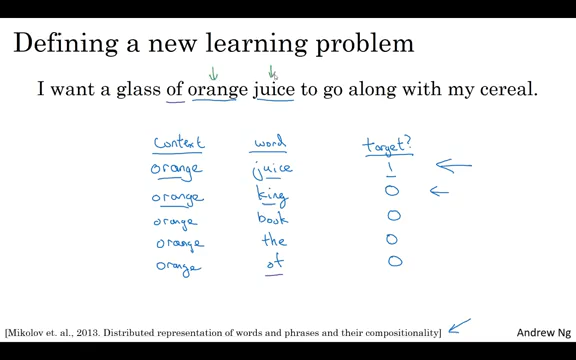 Defining a new learning problem
I want a glass of orange juice to go along with my cereal.
Context word target?
orange juice 1
orange king 0
orange book 0
orange the 0
orange of 0
[Mikolov et. al., 2013. Distributed representation of words and phrases and their compositionality] Andrew Ng